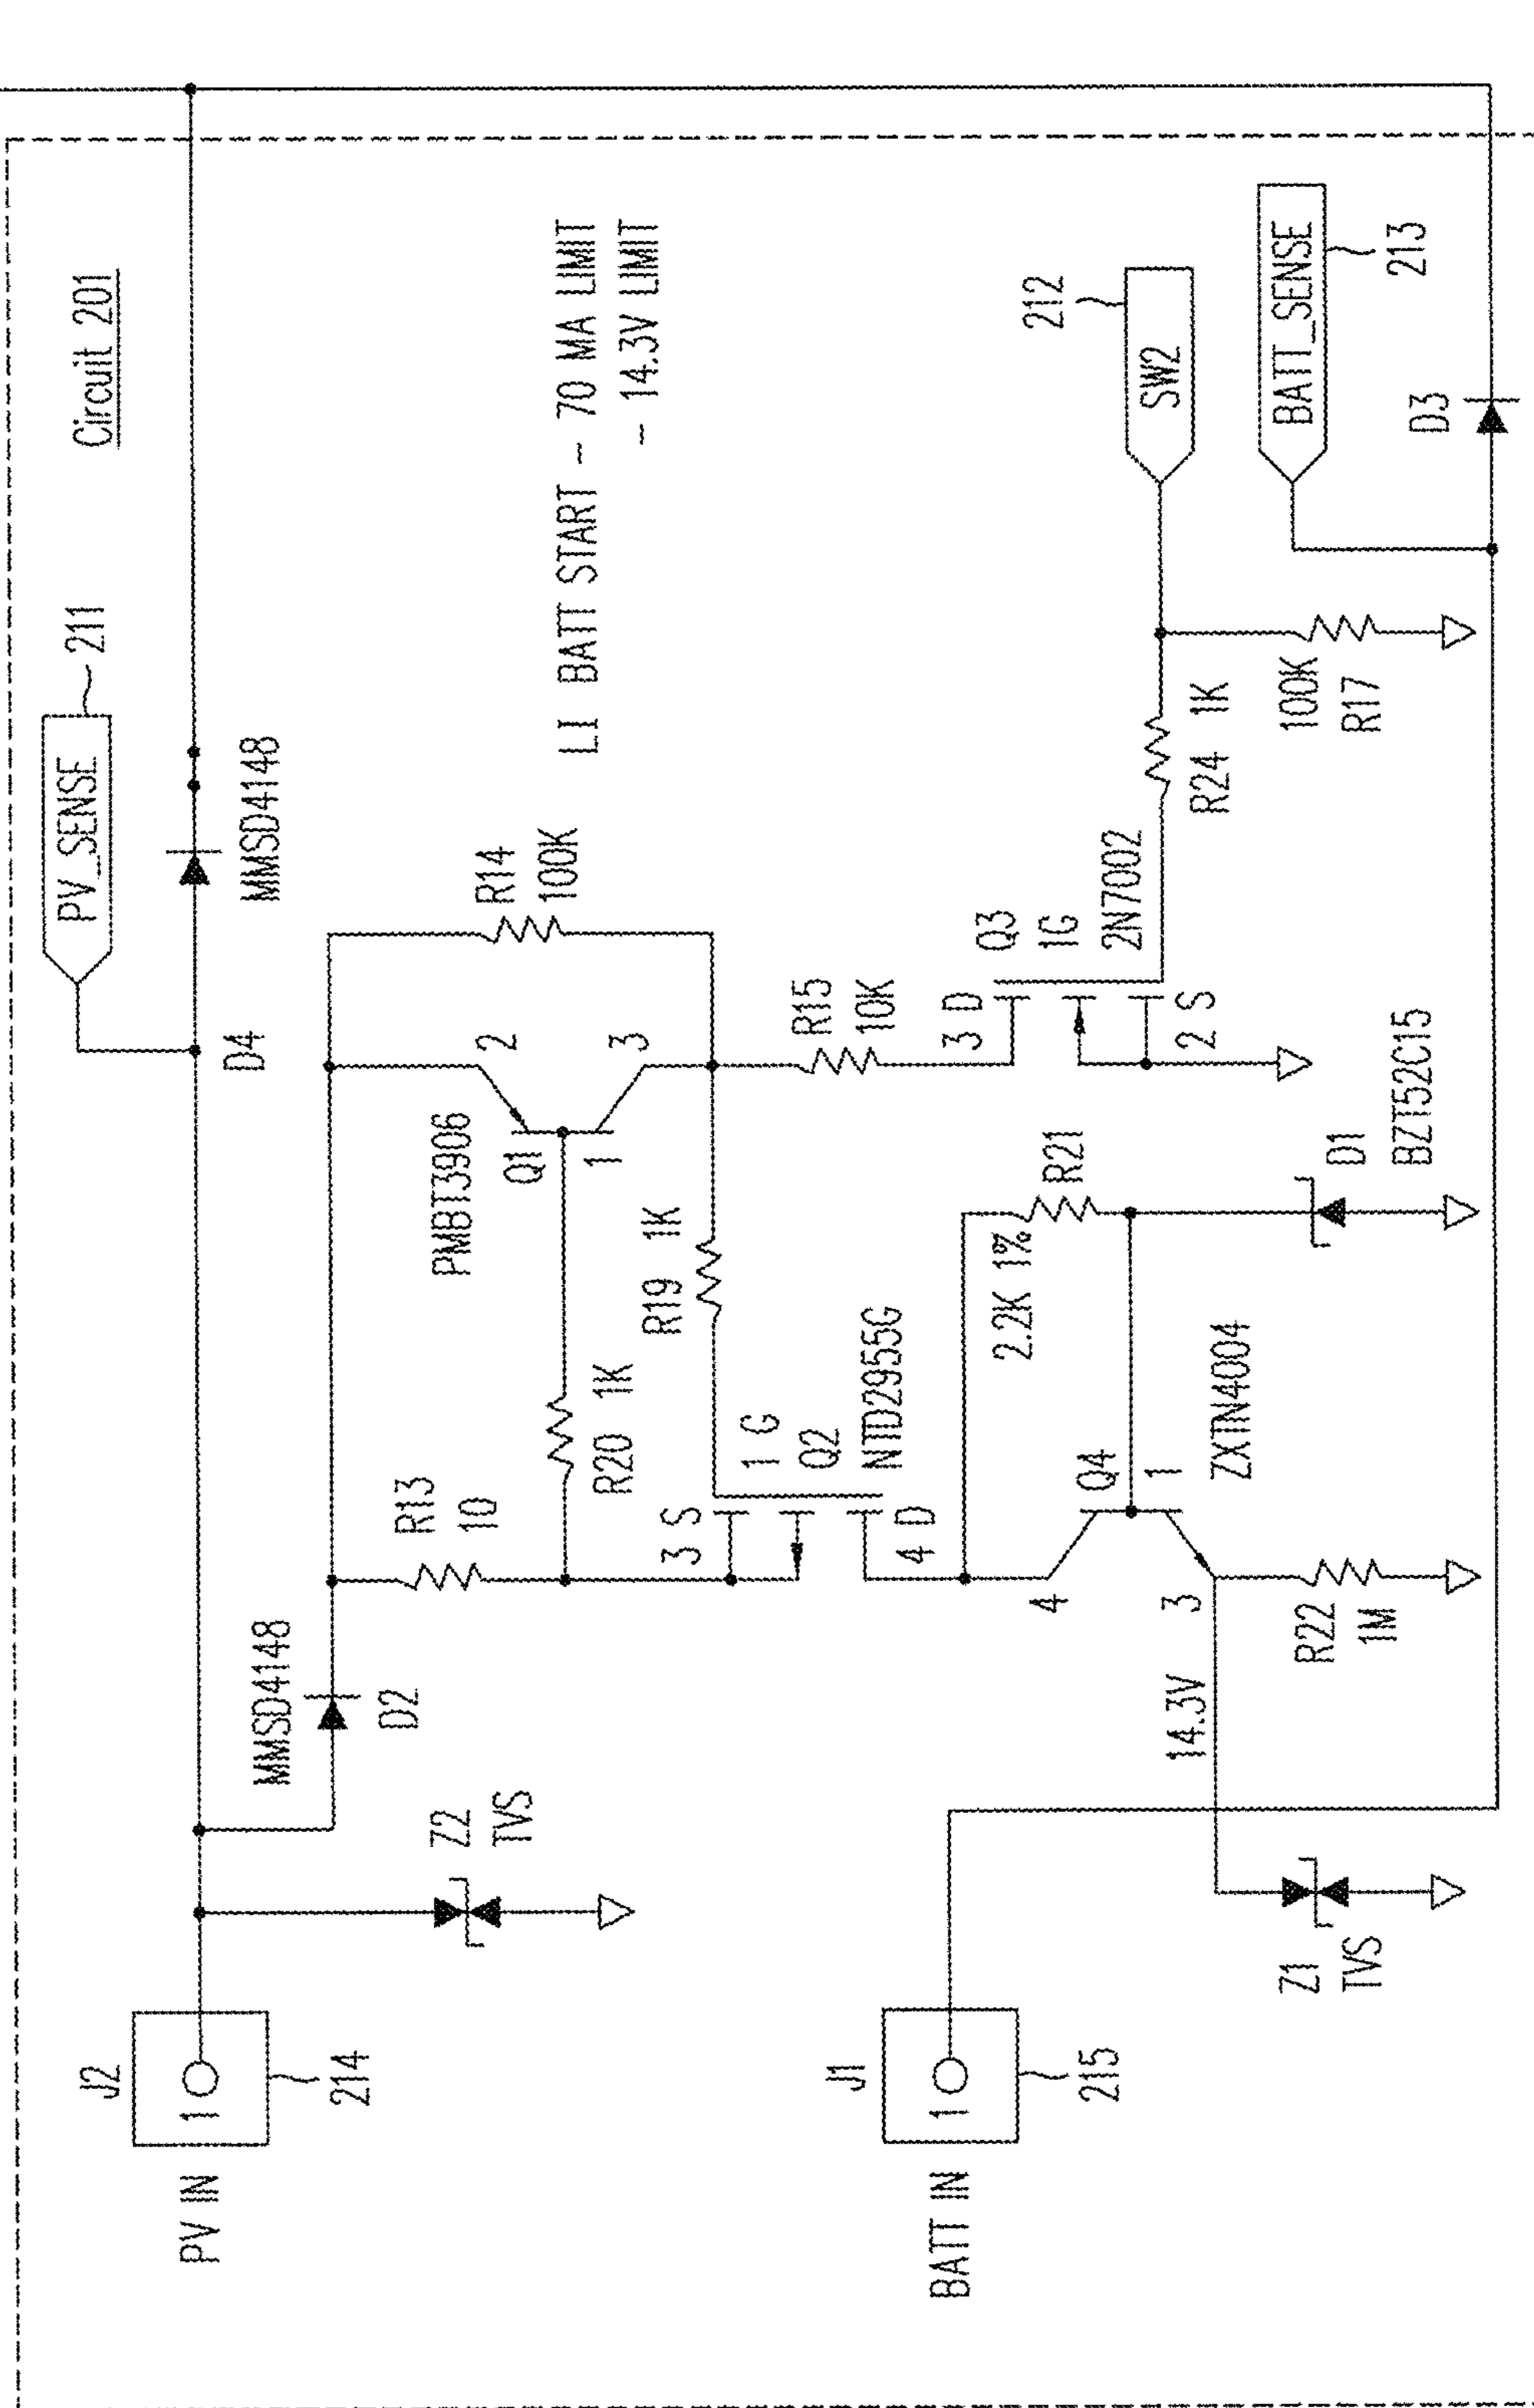 Circuit 201
PV_SENSE
211
MMSD4148
D4
R14
100K
LI BATT START - 70 MA LIMIT
- 14.3V LIMIT
212
SW2
BATT_SENSE
213
D3
2
3
PMBT3906
Q1
1
R15
10K
3 D
Q3
1G
2N7002
2 S
R24 1K
100K
R17
R13
10
R20 1K
R19 1K
3 S
1 G
Q2
NTD2955G
4 D
2.2K 1%
R21
D1
BZT52C15
Q4
1
ZXTN4004
4
3
R22
1M
14.3V
MMSD4148
D2
Z2
TVS
Z1
TVS
J2
1
214
PV IN
J1
1
215
BATT IN